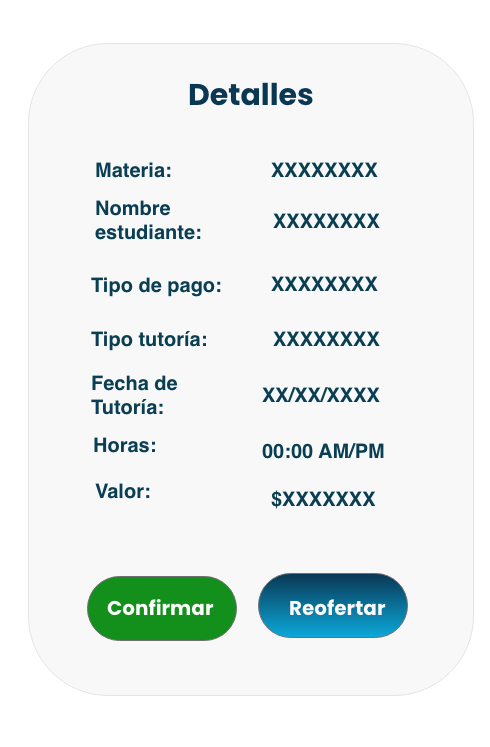 Detalles
Materia: XXXXXXXX
Nombre
estudiante: XXXXXXXX
Tipo de pago: XXXXXXXX
Tipo tutoría: XXXXXXXX
Fecha de
Tutoría: XX/XX/XXXX
Horas: 00:00 AM/PM
Valor: $XXXXXXX
Confirmar Reofertar